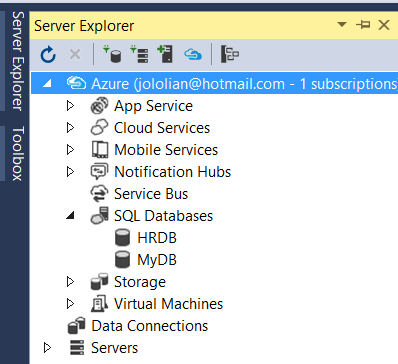 Server Explorer
Toolbox
Server Explorer
Azure (jololian@hotmail.com - 1 subscriptions
App Service
Cloud Services
Mobile Services
Notification Hubs
Service Bus
SQL Databases
HRDB
MyDB
Storage
Virtual Machines
Data Connections
Servers